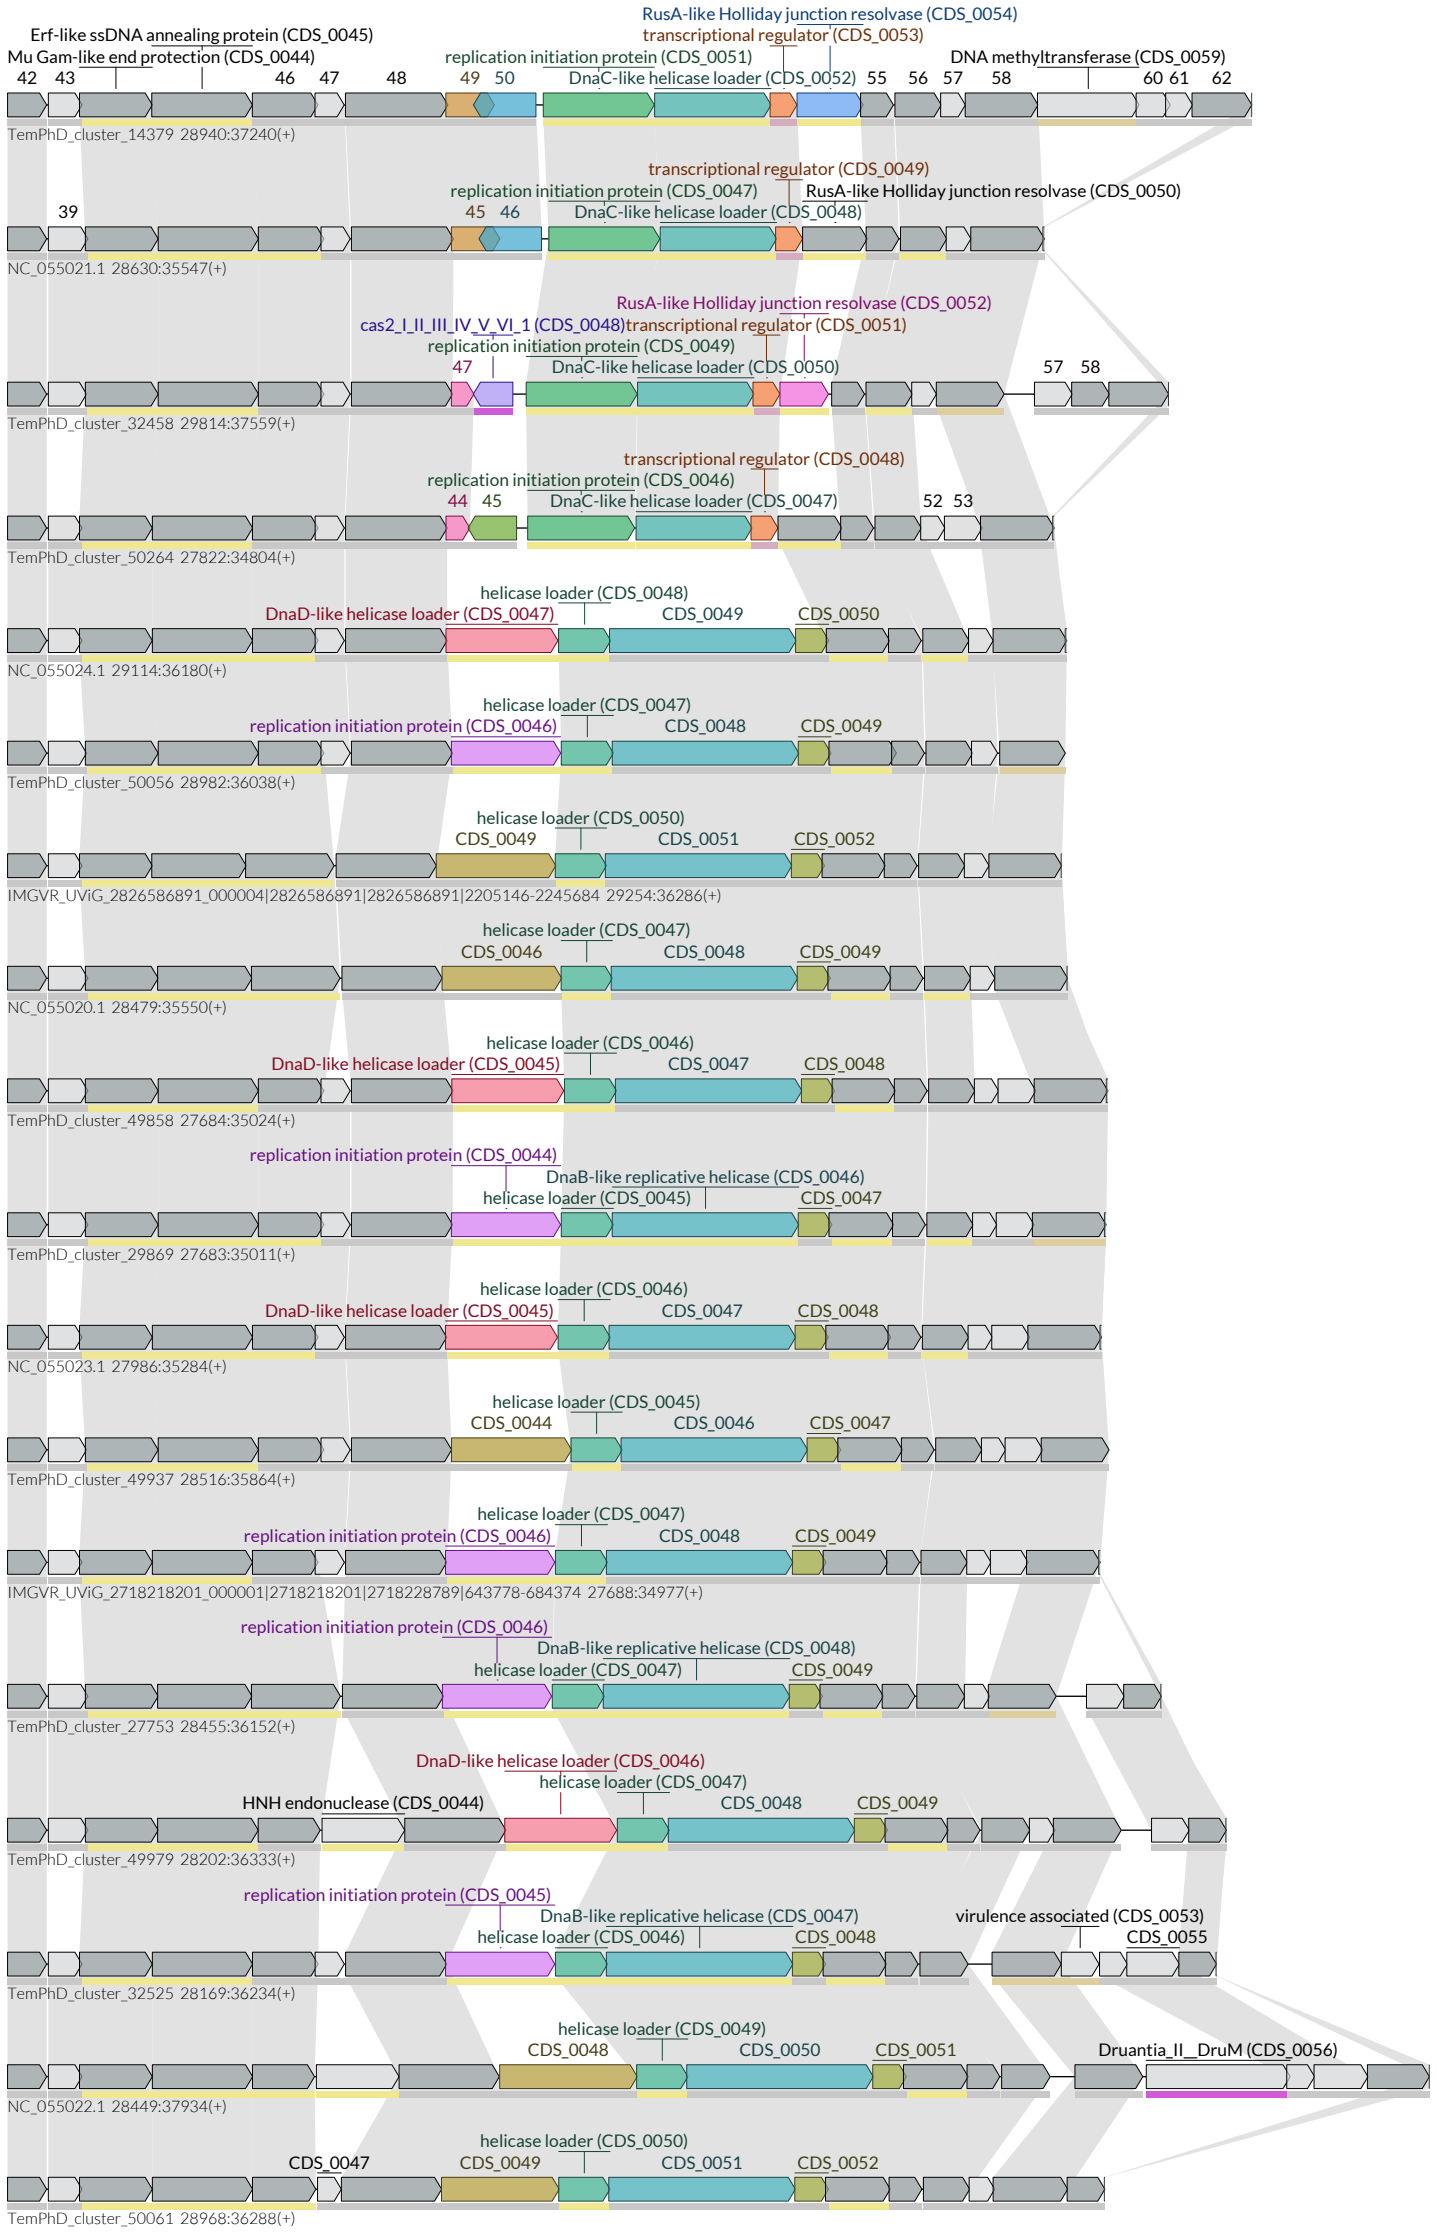 RusA-like Holliday junction resolvase (CDS_0054)
Erf-like ssDNA annealing protein (CDS_0045) transcriptional regulator (CDS_0053)
Mu Gam-like end protection (CDS_0044) replication initiation protein (CDS_0051) DNA methyltransferase (CDS_0059)
42 43 46 47 48 49 50 DnaC-like helicase loader (CDS_0052) 55 56 57 58 60 61 62
TemPhD_cluster_14379 28940:37240(+)
transcriptional regulator (CDS_0049)
replication initiation protein (CDS_0047) RusA-like Holliday junction resolvase (CDS_0050)
39 45 46 DnaC-like helicase loader (CDS_0048)
NC_055021.1 28630:35547(+)
RusA-like Holliday junction resolvase (CDS_0052)
cas2_I_II_III_IV_V_VI_1 (CDS_0048) transcriptional regulator (CDS_0051)
replication initiation protein (CDS_0049)
47 DnaC-like helicase loader (CDS_0050) 57 58
TemPhD_cluster_32458 29814:37559(+)
transcriptional regulator (CDS_0048)
replication initiation protein (CDS_0046)
44 45 DnaC-like helicase loader (CDS_0047) 52 53
TemPhD_cluster_50264 27822:34804(+)
helicase loader (CDS_0048)
DnaD-like helicase loader (CDS_0047) CDS_0049 CDS_0050
NC_055024.1 29114:36180(+)
helicase loader (CDS_0047)
replication initiation protein (CDS_0046) CDS_0048 CDS_0049
TemPhD_cluster_50056 28982:36038(+)
helicase loader (CDS_0050)
CDS_0049 CDS_0051 CDS_0052
IMGVR_UViG_2826586891_000004|2826586891|2826586891|2205146-2245684 29254:36286(+)
helicase loader (CDS_0047)
CDS_0046 CDS_0048 CDS_0049
NC_055020.1 28479:35550(+)
helicase loader (CDS_0046)
DnaD-like helicase loader (CDS_0045) CDS_0047 CDS_0048
TemPhD_cluster_49858 27684:35024(+)
replication initiation protein (CDS_0044)
DnaB-like replicative helicase (CDS_0046)
helicase loader (CDS_0045) CDS_0047
TemPhD_cluster_29869 27683:35011(+)
helicase loader (CDS_0046)
DnaD-like helicase loader (CDS_0045) CDS_0047 CDS_0048
NC_055023.1 27986:35284(+)
helicase loader (CDS_0045)
CDS_0044 CDS_0046 CDS_0047
TemPhD_cluster_49937 28516:35864(+)
helicase loader (CDS_0047)
replication initiation protein (CDS_0046) CDS_0048 CDS_0049
IMGVR_UViG_2718218201_000001|2718218201|2718228789|643778-684374 27688:34977(+)
replication initiation protein (CDS_0046)
DnaB-like replicative helicase (CDS_0048)
helicase loader (CDS_0047) CDS_0049
TemPhD_cluster_27753 28455:36152(+)
DnaD-like helicase loader (CDS_0046)
helicase loader (CDS_0047)
HNH endonuclease (CDS_0044) CDS_0048 CDS_0049
TemPhD_cluster_49979 28202:36333(+)
replication initiation protein (CDS_0045)
DnaB-like replicative helicase (CDS_0047) virulence associated (CDS_0053)
helicase loader (CDS_0046) CDS_0048 CDS_0055
TemPhD_cluster_32525 28169:36234(+)
helicase loader (CDS_0049)
CDS_0048 CDS_0050 CDS_0051 Druantia_II__DruM (CDS_0056)
NC_055022.1 28449:37934(+)
helicase loader (CDS_0050)
CDS_0047 CDS_0049 CDS_0051 CDS_0052
TemPhD_cluster_50061 28968:36288(+)